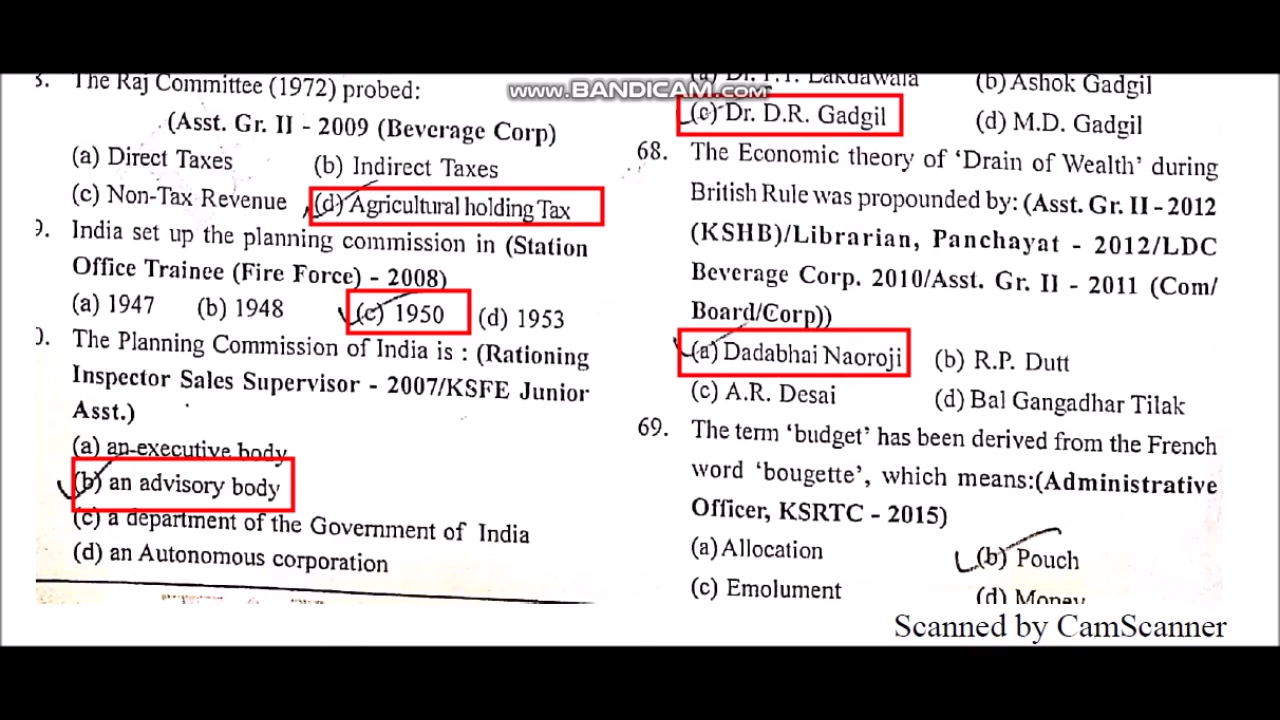 www.BANDICAM.com
3. The Raj Committee (1972) probed:
(Asst. Gr. II - 2009 (Beverage Corp)
(a) Direct Taxes (b) Indirect Taxes
(c) Non-Tax Revenue (d) Agricultural holding Tax
9. India set up the planning commission in (Station
Office Trainee (Fire Force) - 2008)
(a) 1947 (b) 1948 (c) 1950 (d) 1953
0. The Planning Commission of India is : (Rationing
Inspector Sales Supervisor - 2007/KSFE Junior
Asst.)
(a) an executive body
(b) an advisory body
(c) a department of the Government of India
(d) an Autonomous corporation
(b) Ashok Gadgil
(c) Dr. D.R. Gadgil (d) M.D. Gadgil
68. The Economic theory of 'Drain of Wealth' during
British Rule was propounded by: (Asst. Gr. II - 2012
(KSHB)/Librarian, Panchayat - 2012/LDC
Beverage Corp. 2010/Asst. Gr. II - 2011 (Com/
Board/Corp))
(a) Dadabhai Naoroji (b) R.P. Dutt
(c) A.R. Desai (d) Bal Gangadhar Tilak
69. The term 'budget' has been derived from the French
word 'bougette', which means:(Administrative
Officer, KSRTC - 2015)
(a) Allocation (b) Pouch
(c) Emolument (d) Money
Scanned by CamScanner